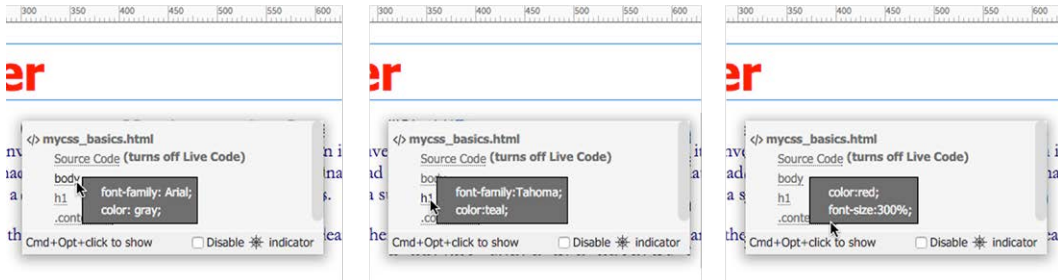 300 350 400 450 500 550 600
er
</> mycss_basics.html
Source Code (turns off Live Code)
body
font-family: Arial;
h1
color: gray;
.conte
Cmd+Opt+click to show Disable indicator
350 400 450 500 550 600
er
</> mycss_basics.html
Source Code (turns off Live Code)
font-family:Tahoma;
h1
color:teal;
Cmd+Opt+click to show Disable indicator
300 350 400 450 500 550 600
er
</> mycss_basics.html
Source Code (turns off Live Code)
body
color:red;
h1
font-size:300%;
.conte
Cmd+Opt+click to show Disable indicator